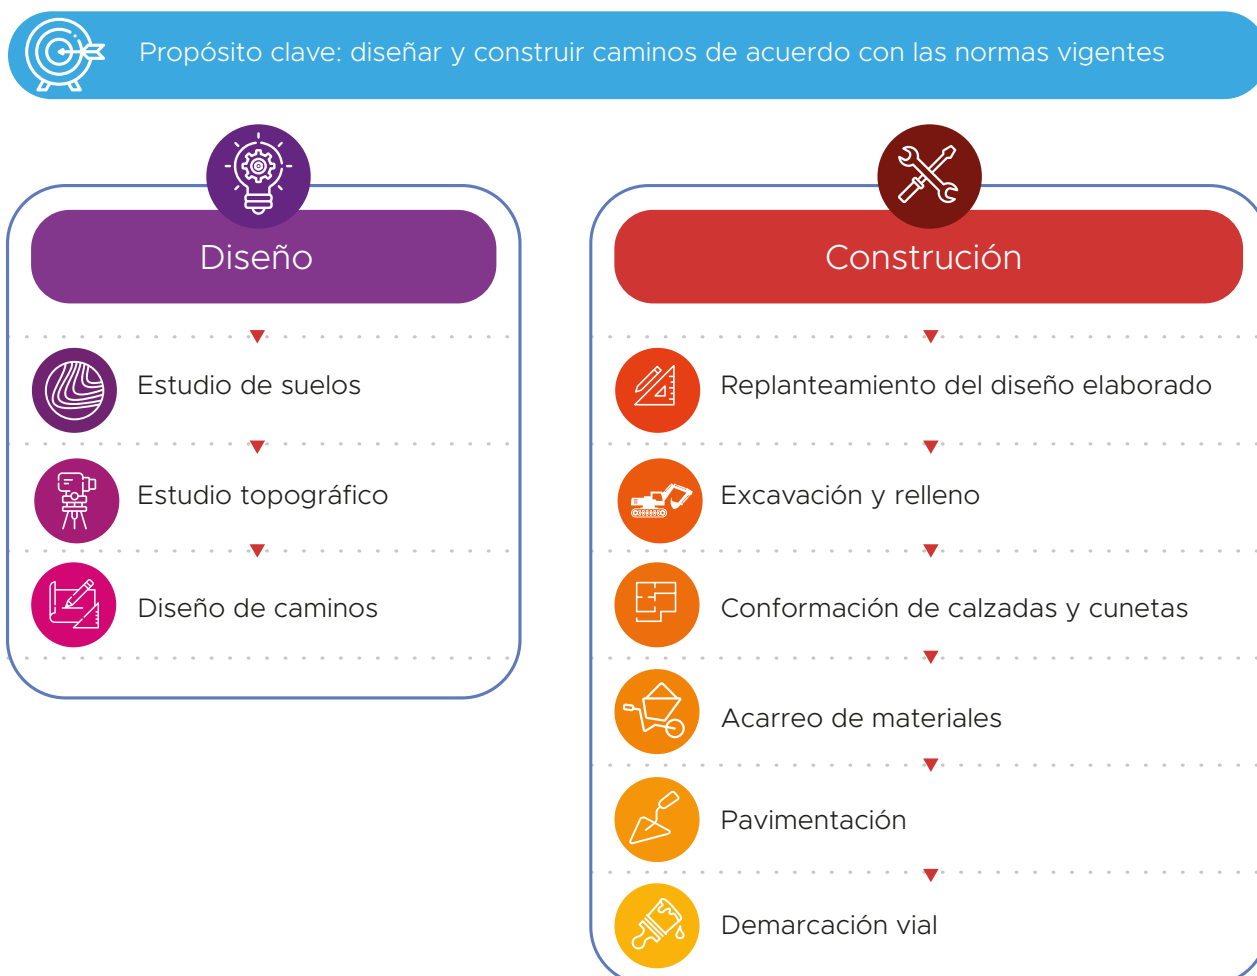 Propósito clave: diseñar y construir caminos de acuerdo con las normas vigentes
Diseño
Estudio de suelos
Estudio topográfico
Diseño de caminos
Construción
Replanteamiento del diseño elaborado
Excavación y relleno
Conformación de calzadas y cunetas
Acarreo de materiales
Pavimentación
Demarcación vial